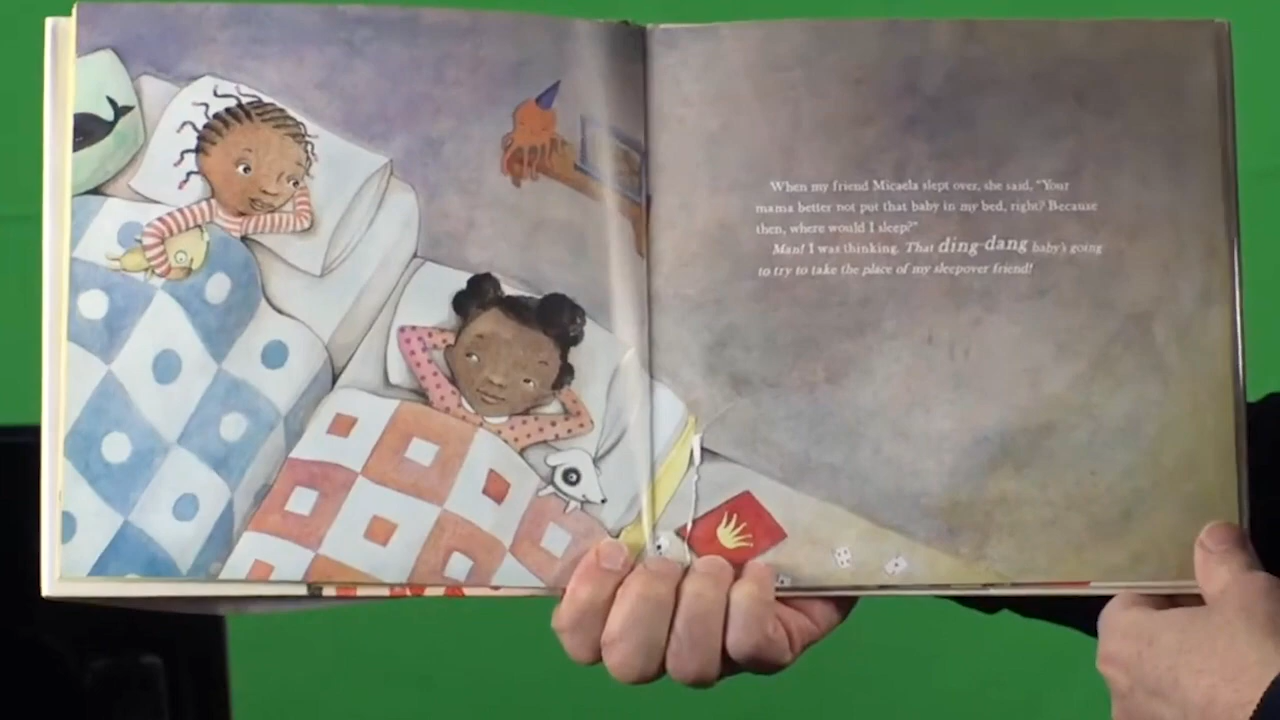 When my friend Micaela slept over, she said, "Your
mama better not put that baby in my bed, right? Because
then, where would I sleep?"
Man! I was thinking. That ding-dang baby's going
to try to take the place of my sleepover friend!